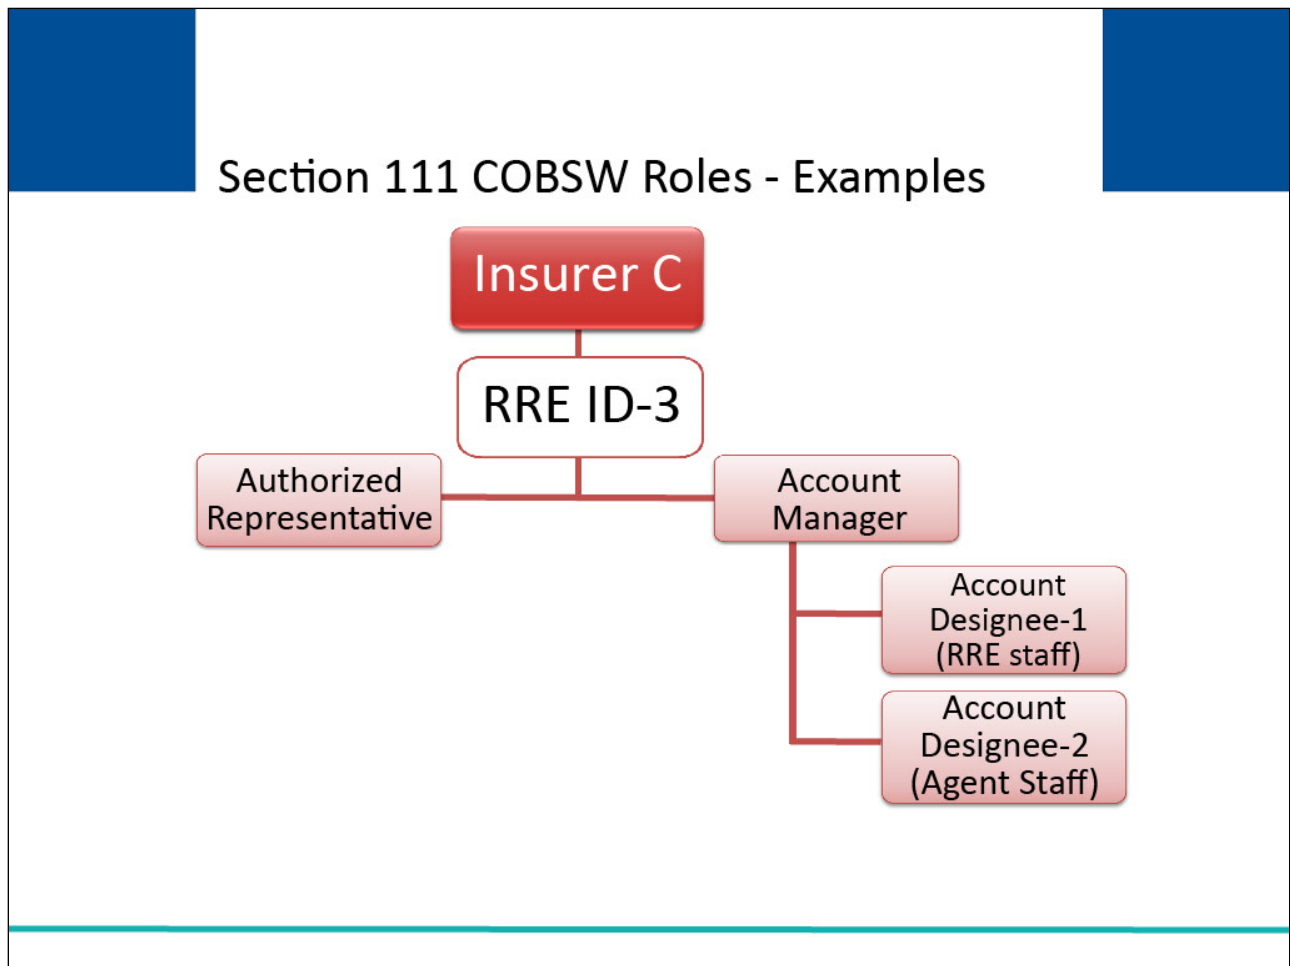 Section 111 COBSW Roles - Examples
Insurer C
RRE ID-3
Authorized
Representative
Account
Manager
Account
Designee-1
(RRE staff)
Account
Designee-2
(Agent Staff)